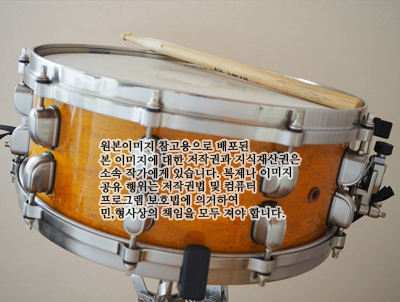 원본이미지 참고용으로 배포된
본 이미지에 대한 저작권과 지식재산권은
소속 작가에게 있습니다. 복제나 이미지
공유 행위는 저작권법 및 컴퓨터
프로그램 보호법에 의거하여
민,형사상의 책임을 모두 져야 합니다.